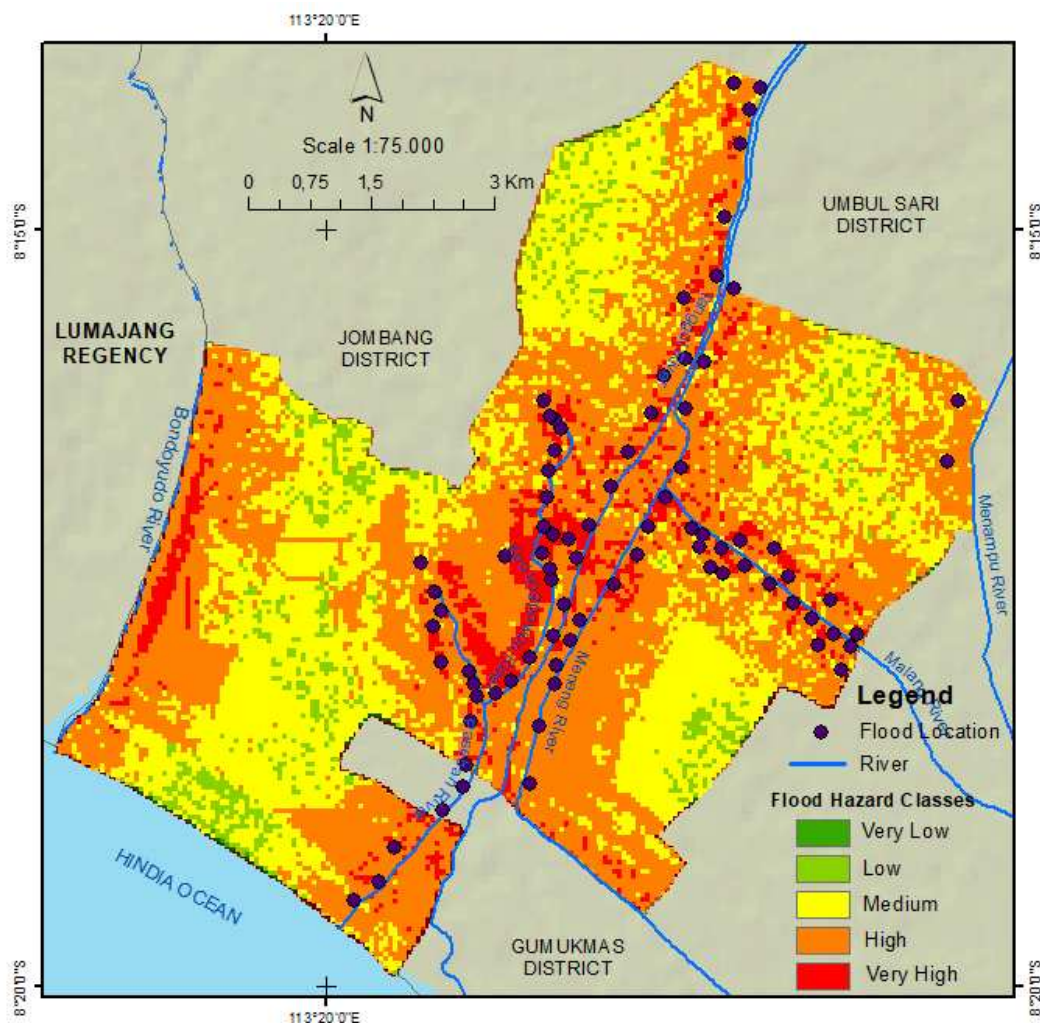 113°20'0"E
N
Scale 1:75.000
0 0,75 1,5 3 Km
UMBUL SARI
DISTRICT
8°15'0"S
8°15'0"S
LUMAJANG
REGENCY
JOMBANG
DISTRICT
Bondoyudo River
Menampu River
Meneng River
Malang River
HINDIA OCEAN
GUMUKMAS
DISTRICT
Legend
Flood Location
River
Flood Hazard Classes
Very Low
Low
Medium
High
Very High
8°20'0"S
8°20'0"S
113°20'0"E